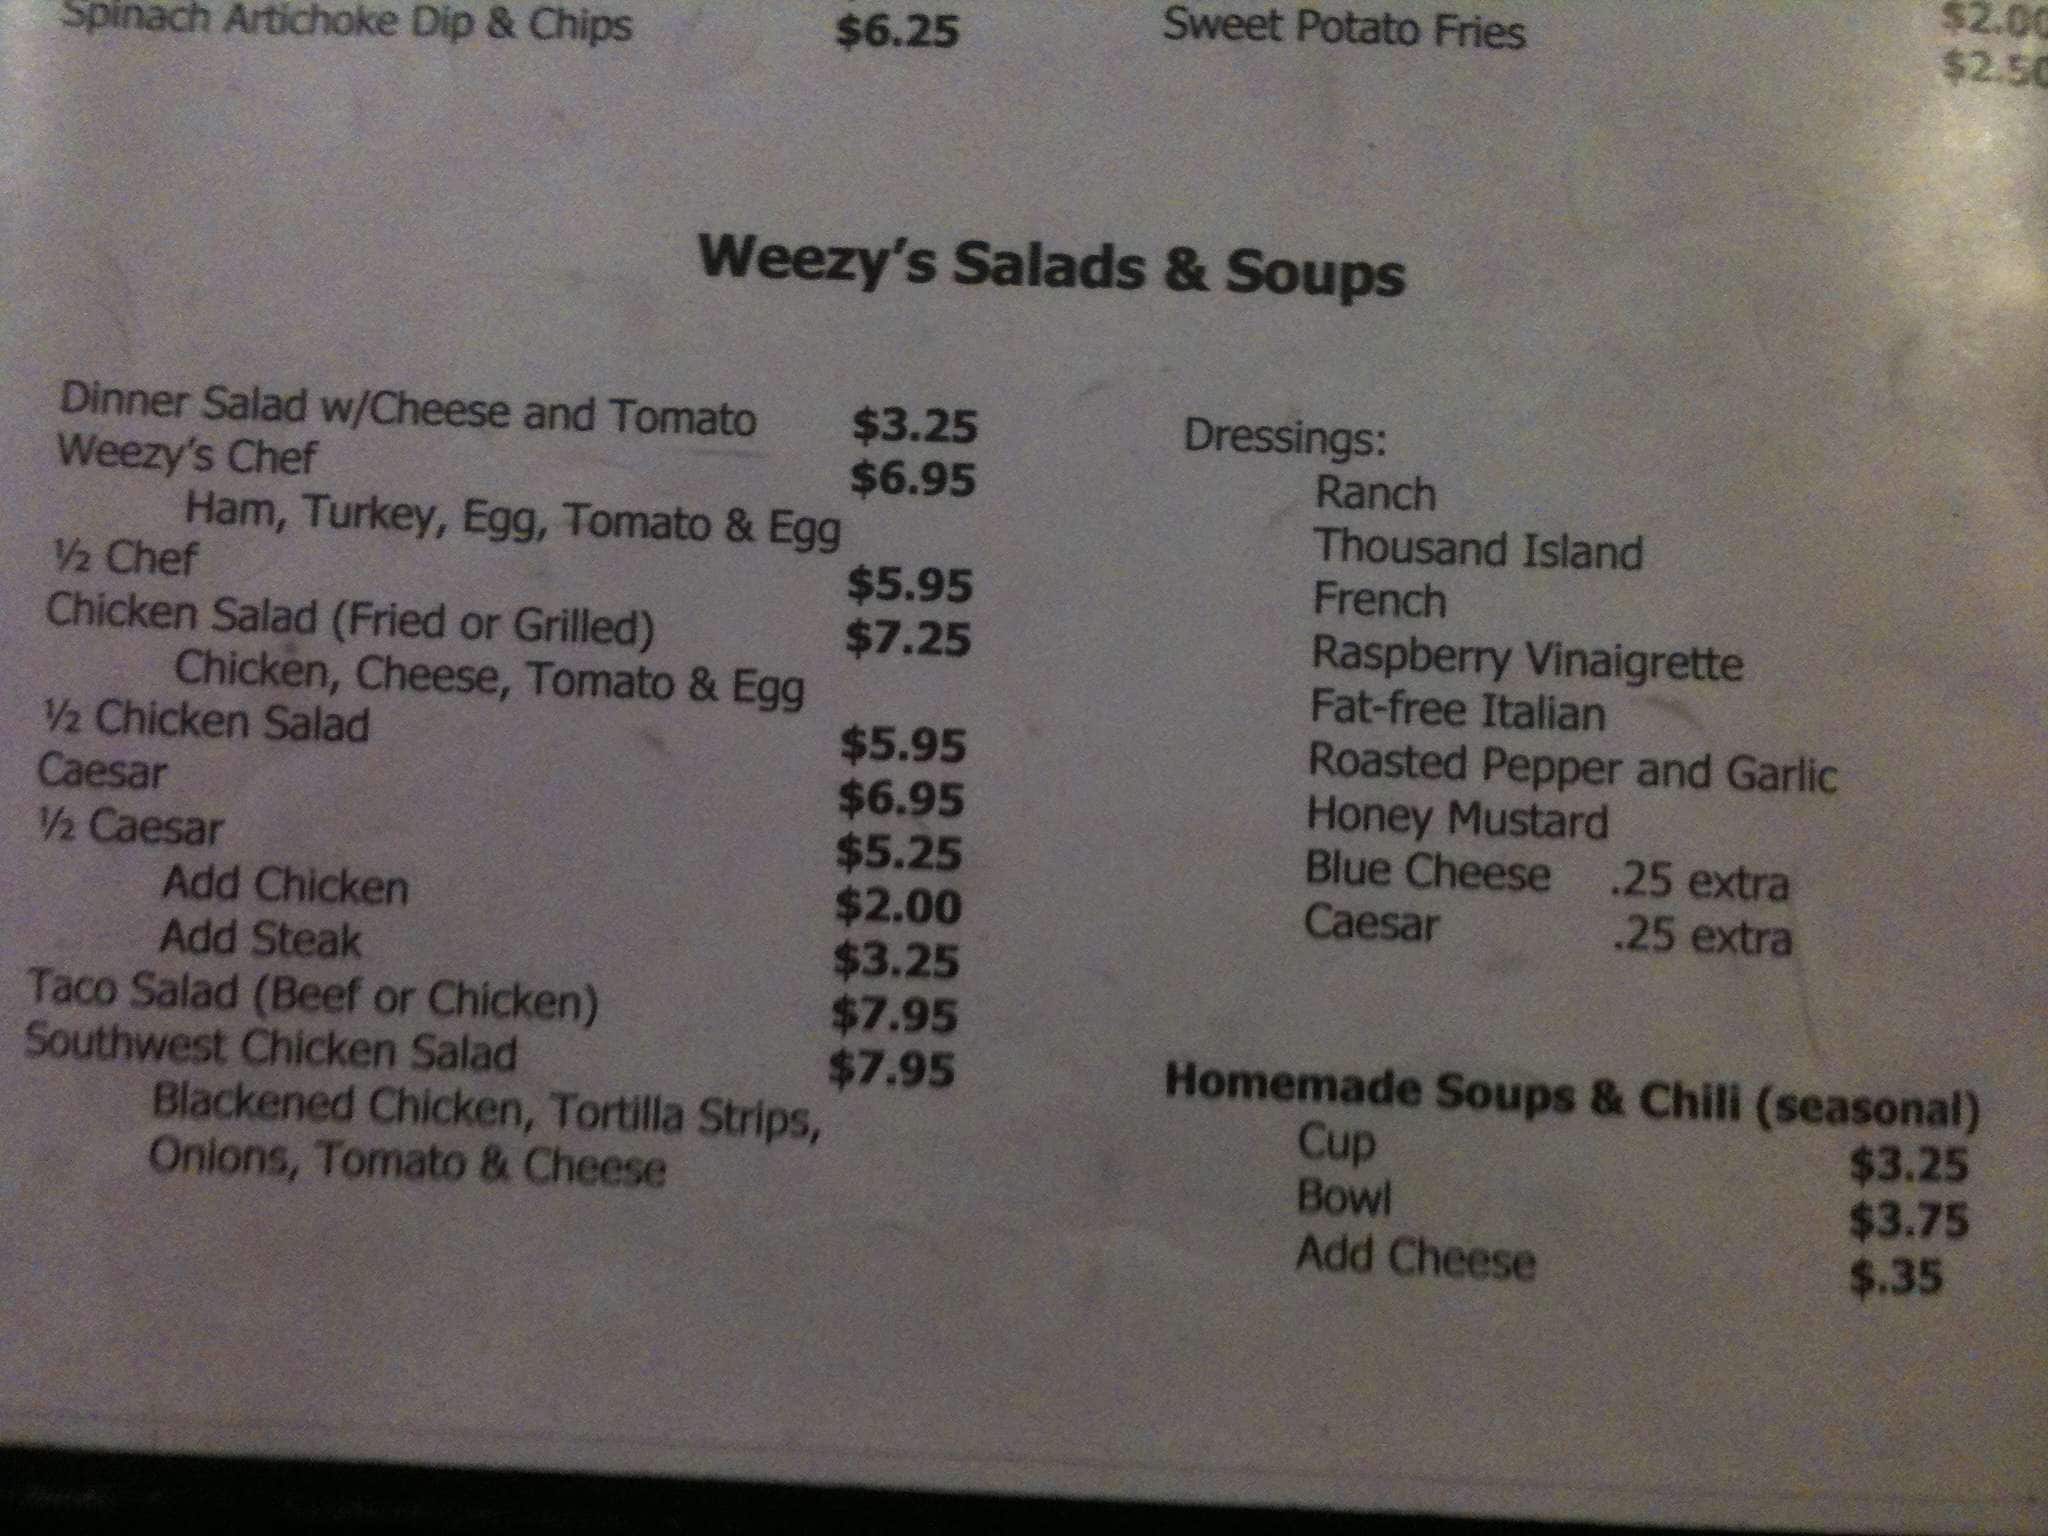 Spinach Artichoke Dip & Chips $6.25
Sweet Potato Fries $2.00
$2.50
Weezy's Salads & Soups
Dinner Salad w/Cheese and Tomato $3.25
Weezy's Chef $6.95
Ham, Turkey, Egg, Tomato & Egg
½ Chef $5.95
Chicken Salad (Fried or Grilled) $7.25
Chicken, Cheese, Tomato & Egg
½ Chicken Salad $5.95
Caesar $6.95
½ Caesar $5.25
Add Chicken $2.00
Add Steak $3.25
Taco Salad (Beef or Chicken) $7.95
Southwest Chicken Salad $7.95
Blackened Chicken, Tortilla Strips,
Onions, Tomato & Cheese
Dressings:
Ranch
Thousand Island
French
Raspberry Vinaigrette
Fat-free Italian
Roasted Pepper and Garlic
Honey Mustard
Blue Cheese .25 extra
Caesar .25 extra
Homemade Soups & Chili (seasonal)
Cup $3.25
Bowl $3.75
Add Cheese $.35